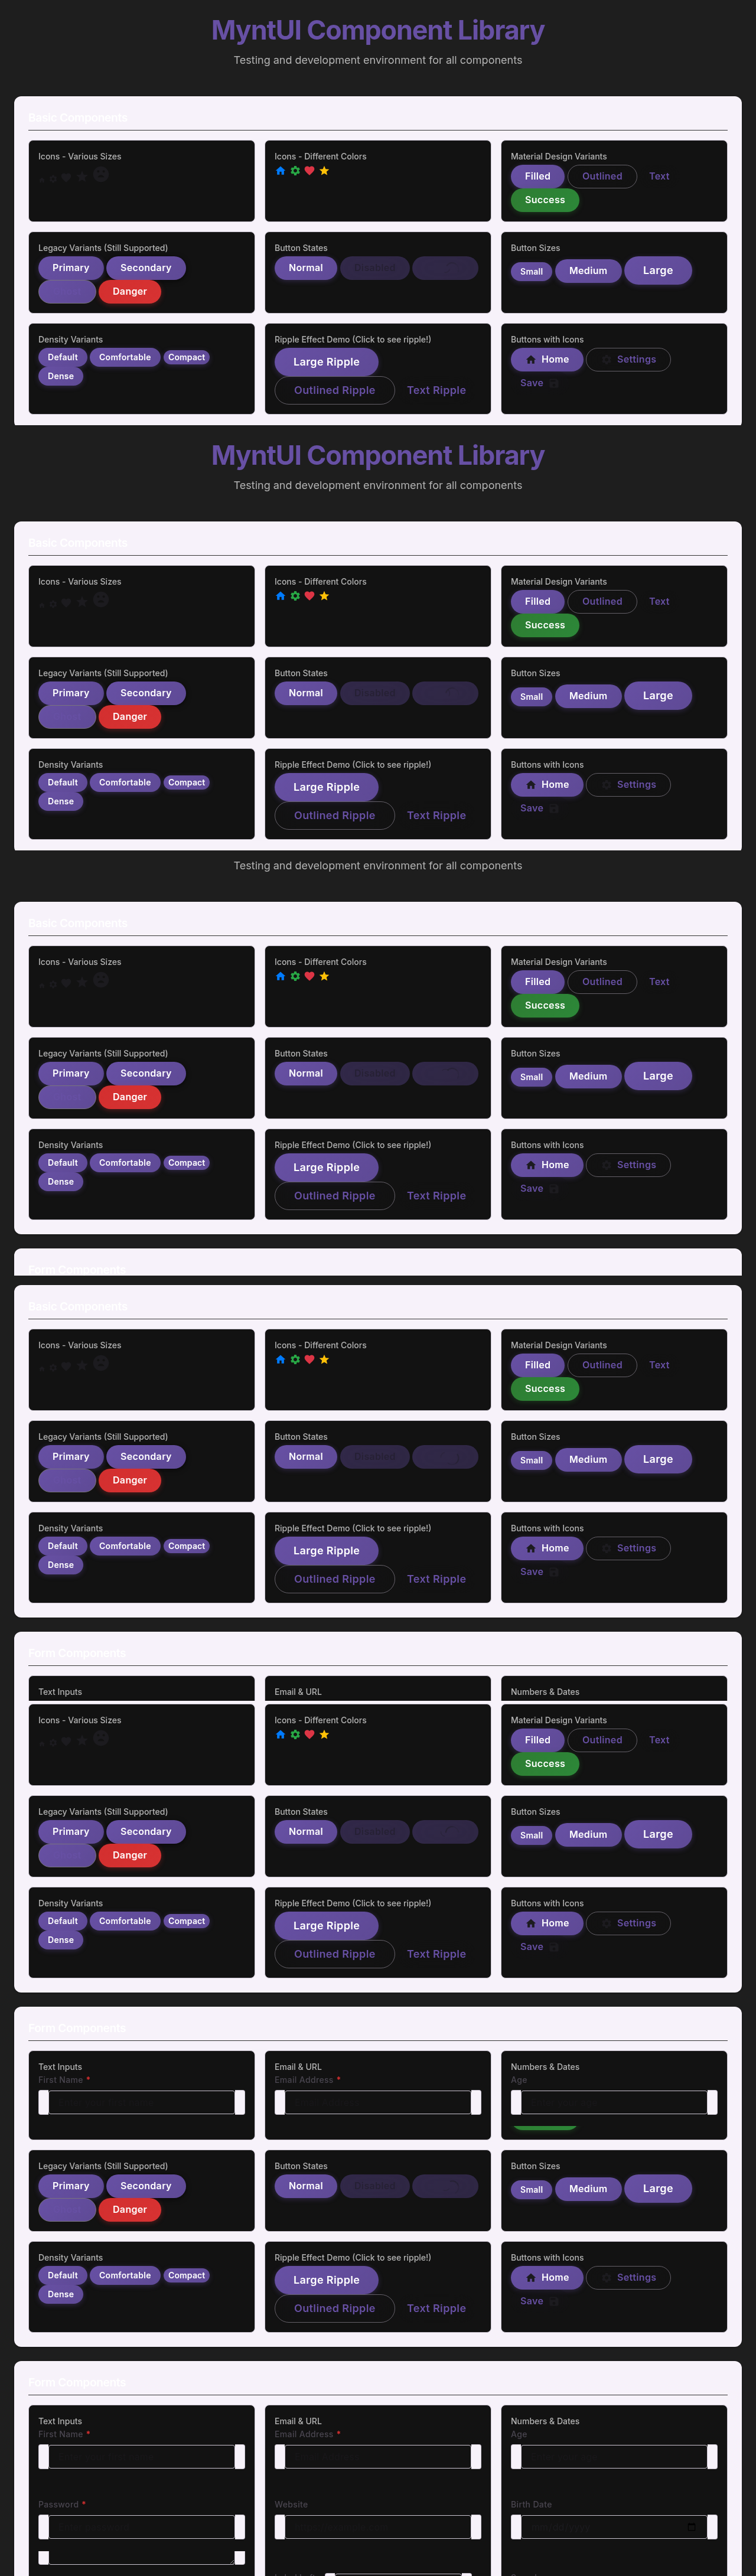 MyntUI Component Library
Testing and development environment for all components
Basic Components
Icons - Various Sizes
Icons - Different Colors
Material Design Variants
Filled Outlined Text
Success
Legacy Variants (Still Supported)
Button States
Button Sizes
Primary Secondary
Normal Disabled
Small Medium Large
Danger
Density Variants
Ripple Effect Demo (Click to see ripple!)
Buttons with Icons
Default Comfortable Compact
Large Ripple
Home Settings
Dense
Outlined Ripple Text Ripple
Save
MyntUI Component Library
Testing and development environment for all components
Basic Components
Icons - Various Sizes
Icons - Different Colors
Material Design Variants
Filled Outlined Text
Success
Legacy Variants (Still Supported)
Button States
Button Sizes
Primary Secondary
Normal Disabled
Small Medium Large
Danger
Density Variants
Ripple Effect Demo (Click to see ripple!)
Buttons with Icons
Default Comfortable Compact
Large Ripple
Home Settings
Dense
Outlined Ripple Text Ripple
Save
Testing and development environment for all components
Basic Components
Icons - Various Sizes
Icons - Different Colors
Material Design Variants
Filled Outlined Text
Success
Legacy Variants (Still Supported)
Button States
Button Sizes
Primary Secondary
Normal Disabled
Small Medium Large
Danger
Density Variants
Ripple Effect Demo (Click to see ripple!)
Buttons with Icons
Default Comfortable Compact
Large Ripple
Home Settings
Dense
Outlined Ripple Text Ripple
Save
Form Components
Basic Components
Icons - Various Sizes
Icons - Different Colors
Material Design Variants
Filled Outlined Text
Success
Legacy Variants (Still Supported)
Button States
Button Sizes
Primary Secondary
Normal Disabled
Small Medium Large
Danger
Density Variants
Ripple Effect Demo (Click to see ripple!)
Buttons with Icons
Default Comfortable Compact
Large Ripple
Home Settings
Dense
Outlined Ripple Text Ripple
Save
Form Components
Text Inputs
Email & URL
Numbers & Dates
Icons - Various Sizes
Icons - Different Colors
Material Design Variants
Filled Outlined Text
Success
Legacy Variants (Still Supported)
Button States
Button Sizes
Primary Secondary
Normal Disabled
Small Medium Large
Danger
Density Variants
Ripple Effect Demo (Click to see ripple!)
Buttons with Icons
Default Comfortable Compact
Large Ripple
Home Settings
Dense
Outlined Ripple Text Ripple
Save
Form Components
Text Inputs
Email & URL
Numbers & Dates
First Name *
Email Address *
Age
Legacy Variants (Still Supported)
Button States
Button Sizes
Primary Secondary
Normal Disabled
Small Medium Large
Danger
Density Variants
Ripple Effect Demo (Click to see ripple!)
Buttons with Icons
Default Comfortable Compact
Large Ripple
Home Settings
Dense
Outlined Ripple Text Ripple
Save
Form Components
Text Inputs
Email & URL
Numbers & Dates
First Name *
Email Address *
Age
Password *
Website
Birth Date